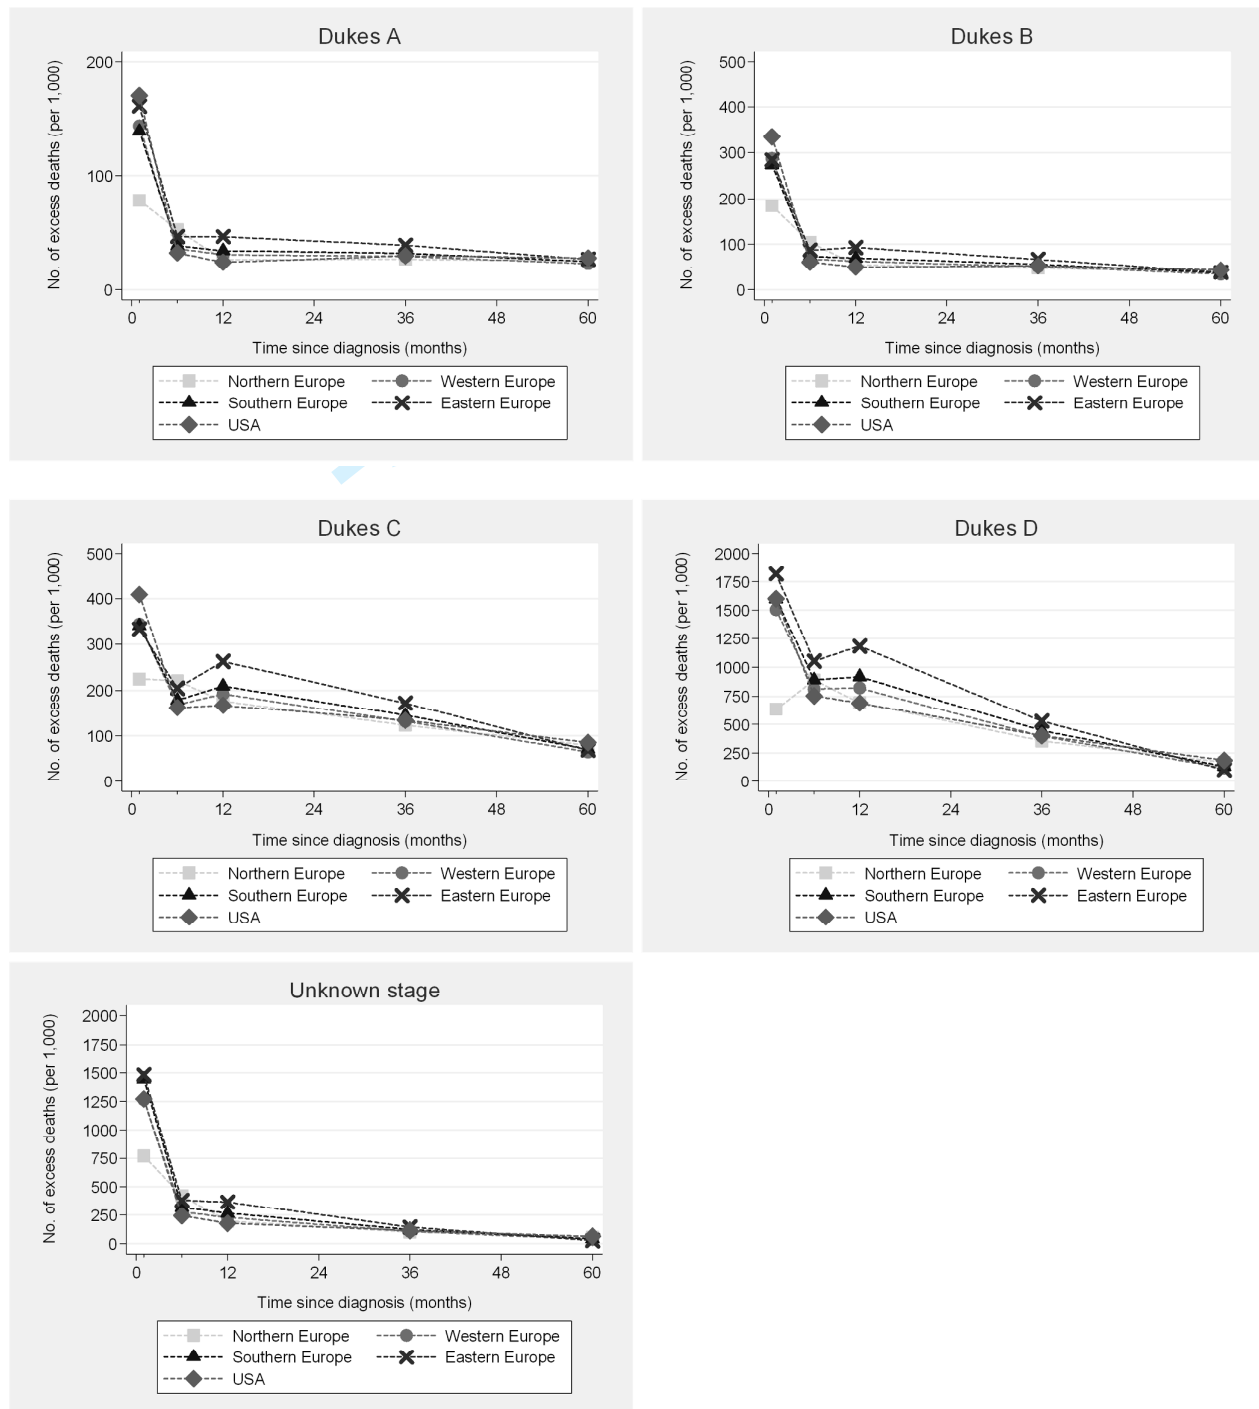 Dukes A
No. of excess deaths (per 1,000)
200
100
0
0 12 24 36 48 60
Time since diagnosis (months)
Northern Europe Western Europe
Southern Europe Eastern Europe
USA
Dukes B
No. of excess deaths (per 1,000)
500
400
300
200
100
0
0 12 24 36 48 60
Time since diagnosis (months)
Northern Europe Western Europe
Southern Europe Eastern Europe
USA
Dukes C
No. of excess deaths (per 1,000)
500
400
300
200
100
0
0 12 24 36 48 60
Time since diagnosis (months)
Northern Europe Western Europe
Southern Europe Eastern Europe
USA
Dukes D
No. of excess deaths (per 1,000)
2000
1750
1500
1250
1000
750
500
250
0
0 12 24 36 48 60
Time since diagnosis (months)
Northern Europe Western Europe
Southern Europe Eastern Europe
USA
Unknown stage
No. of excess deaths (per 1,000)
2000
1750
1500
1250
1000
750
500
250
0
0 12 24 36 48 60
Time since diagnosis (months)
Northern Europe Western Europe
Southern Europe Eastern Europe
USA